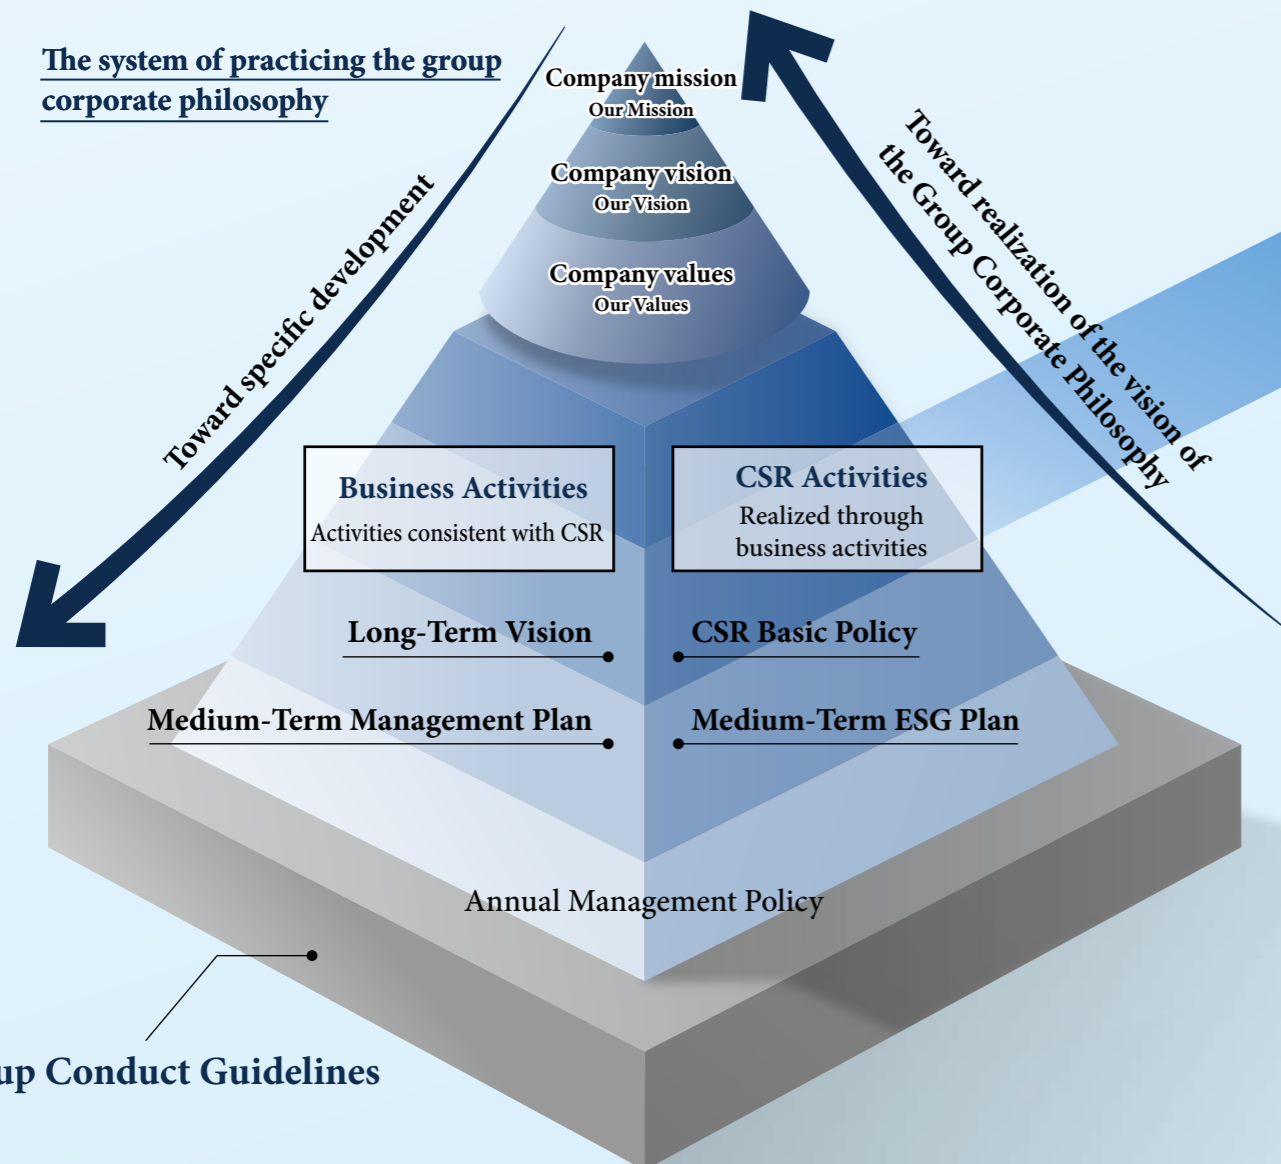 The system of practicing the group
corporate philosophy
Company mission
Our Mission
Company vision
Our Vision
Company values
Our Values
Toward specific development
Toward realization of the vision of
the Group Corporate Philosophy
Business Activities
Activities consistent with CSR
CSR Activities
Realized through
business activities
Long-Term Vision
CSR Basic Policy
Medium-Term Management Plan
Medium-Term ESG Plan
Annual Management Policy
up Conduct Guidelines